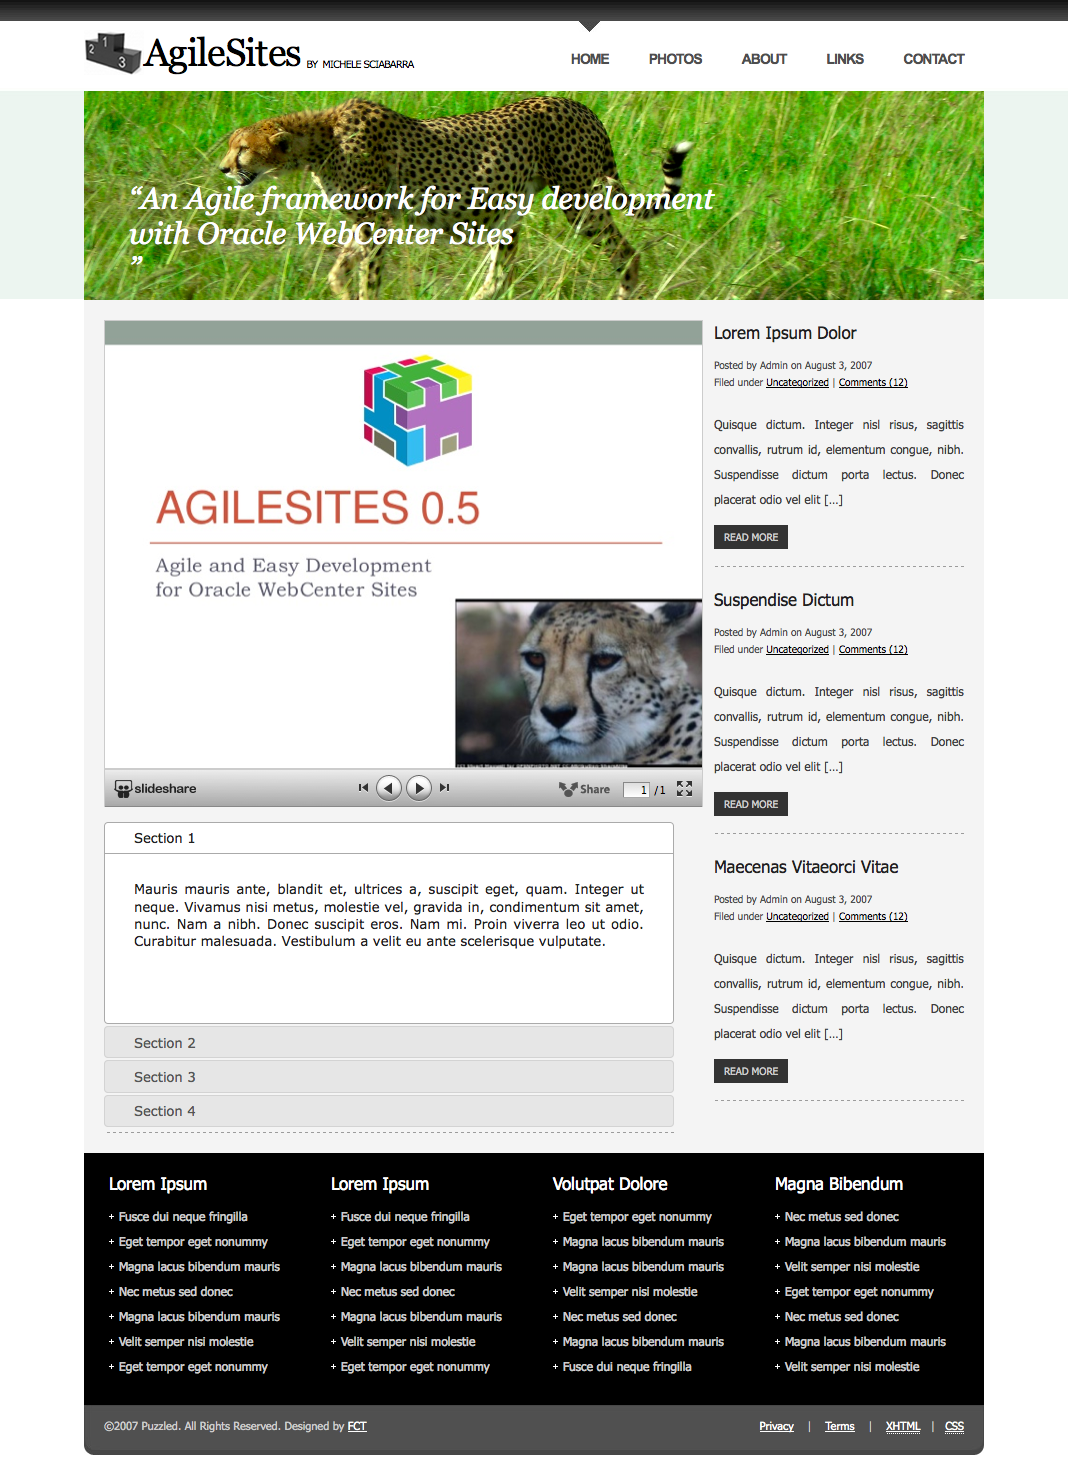 2 1 3
AgileSites BY MICHELE SCIABARRA
HOME PHOTOS ABOUT LINKS CONTACT
“An Agile framework for Easy development
with Oracle WebCenter Sites
”
AGILESITES 0.5
Agile and Easy Development
for Oracle WebCenter Sites
slideshare
Share 1 /1
Section 1
Mauris mauris ante, blandit et, ultrices a, suscipit eget, quam. Integer ut
neque. Vivamus nisi metus, molestie vel, gravida in, condimentum sit amet,
nunc. Nam a nibh. Donec suscipit eros. Nam mi. Proin viverra leo ut odio.
Curabitur malesuada. Vestibulum a velit eu ante scelerisque vulputate.
Section 2
Section 3
Section 4
Lorem Ipsum Dolor
Posted by Admin on August 3, 2007
Filed under Uncategorized | Comments (12)
Quisque dictum. Integer nisl risus, sagittis
convallis, rutrum id, elementum congue, nibh.
Suspendisse dictum porta lectus. Donec
placerat odio vel elit [...]
READ MORE
Suspendise Dictum
Posted by Admin on August 3, 2007
Filed under Uncategorized | Comments (12)
Quisque dictum. Integer nisl risus, sagittis
convallis, rutrum id, elementum congue, nibh.
Suspendisse dictum porta lectus. Donec
placerat odio vel elit [...]
READ MORE
Maecenas Vitaeorci Vitae
Posted by Admin on August 3, 2007
Filed under Uncategorized | Comments (12)
Quisque dictum. Integer nisl risus, sagittis
convallis, rutrum id, elementum congue, nibh.
Suspendisse dictum porta lectus. Donec
placerat odio vel elit [...]
READ MORE
Lorem Ipsum
+ Fusce dui neque fringilla
+ Eget tempor eget nonummy
+ Magna lacus bibendum mauris
+ Nec metus sed donec
+ Magna lacus bibendum mauris
+ Velit semper nisi molestie
+ Eget tempor eget nonummy
Lorem Ipsum
+ Fusce dui neque fringilla
+ Eget tempor eget nonummy
+ Magna lacus bibendum mauris
+ Nec metus sed donec
+ Magna lacus bibendum mauris
+ Velit semper nisi molestie
+ Eget tempor eget nonummy
Volutpat Dolore
+ Eget tempor eget nonummy
+ Magna lacus bibendum mauris
+ Magna lacus bibendum mauris
+ Velit semper nisi molestie
+ Nec metus sed donec
+ Magna lacus bibendum mauris
+ Fusce dui neque fringilla
Magna Bibendum
+ Nec metus sed donec
+ Magna lacus bibendum mauris
+ Velit semper nisi molestie
+ Eget tempor eget nonummy
+ Nec metus sed donec
+ Magna lacus bibendum mauris
+ Velit semper nisi molestie
©2007 Puzzled. All Rights Reserved. Designed by FCT
Privacy | Terms | XHTML | CSS